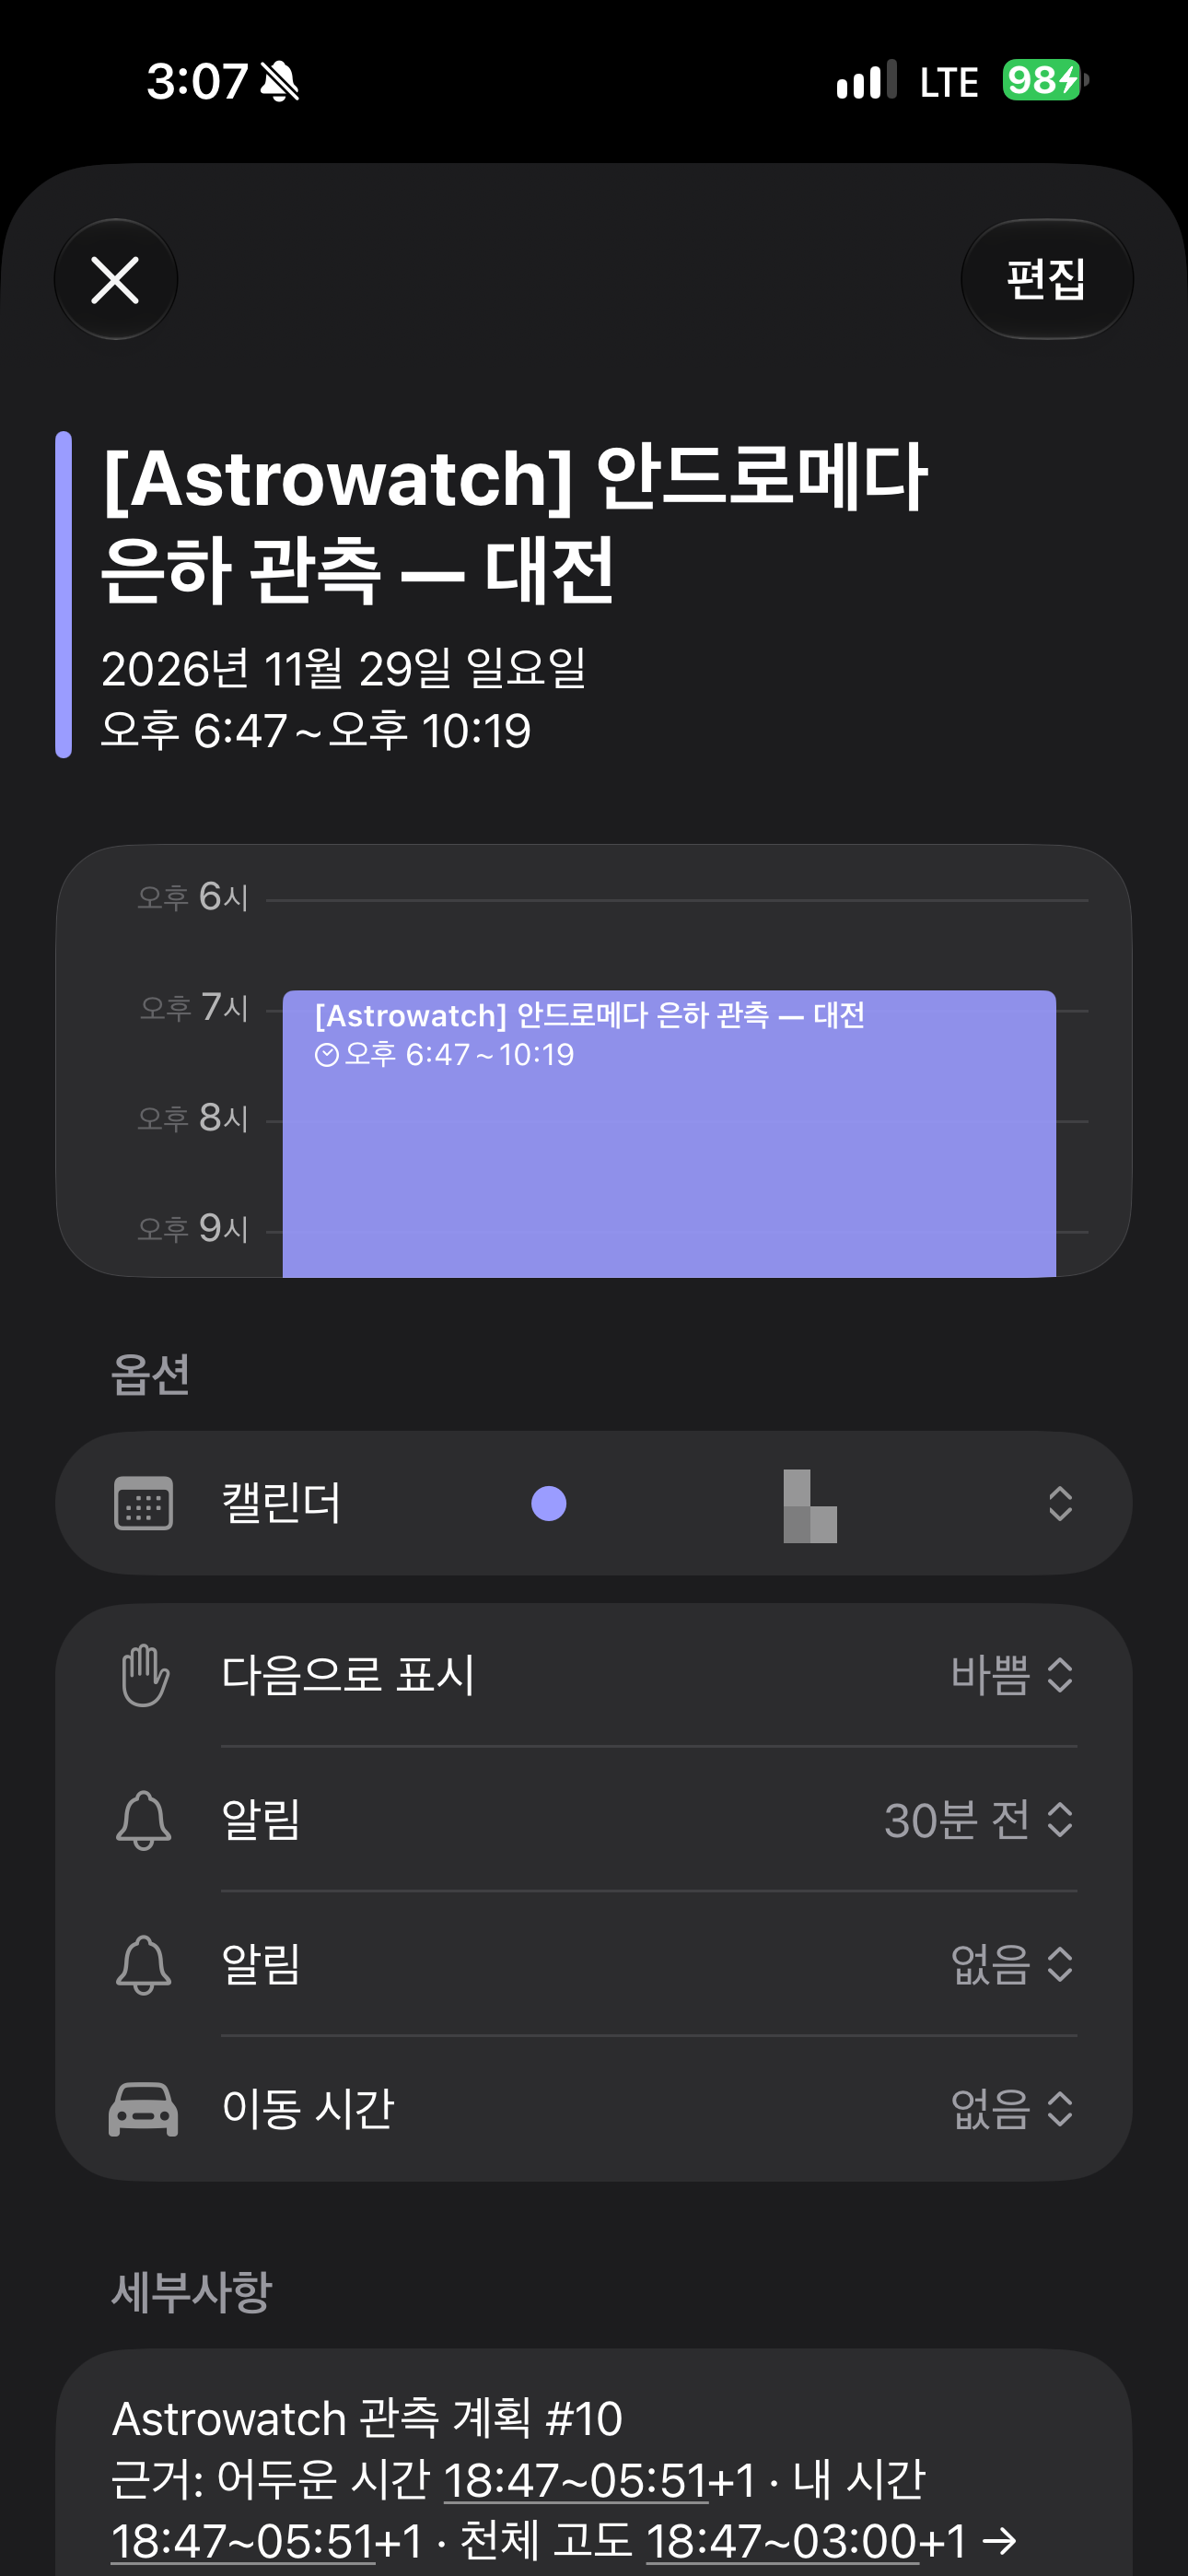 3:07
LTE
98
편집
[Astrowatch] 안드로메다
은하 관측 — 대전
2026년 11월 29일 일요일
오후 6:47~오후 10:19
오후 6시
오후 7시
[Astrowatch] 안드로메다 은하 관측 — 대전
오후 6:47~10:19
오후 8시
오후 9시
옵션
캘린더
다음으로 표시 바쁨
알림 30분 전
알림 없음
이동 시간 없음
세부사항
Astrowatch 관측 계획 #10
근거: 어두운 시간 18:47~05:51+1 · 내 시간
18:47~05:51+1 · 천체 고도 18:47~03:00+1 →